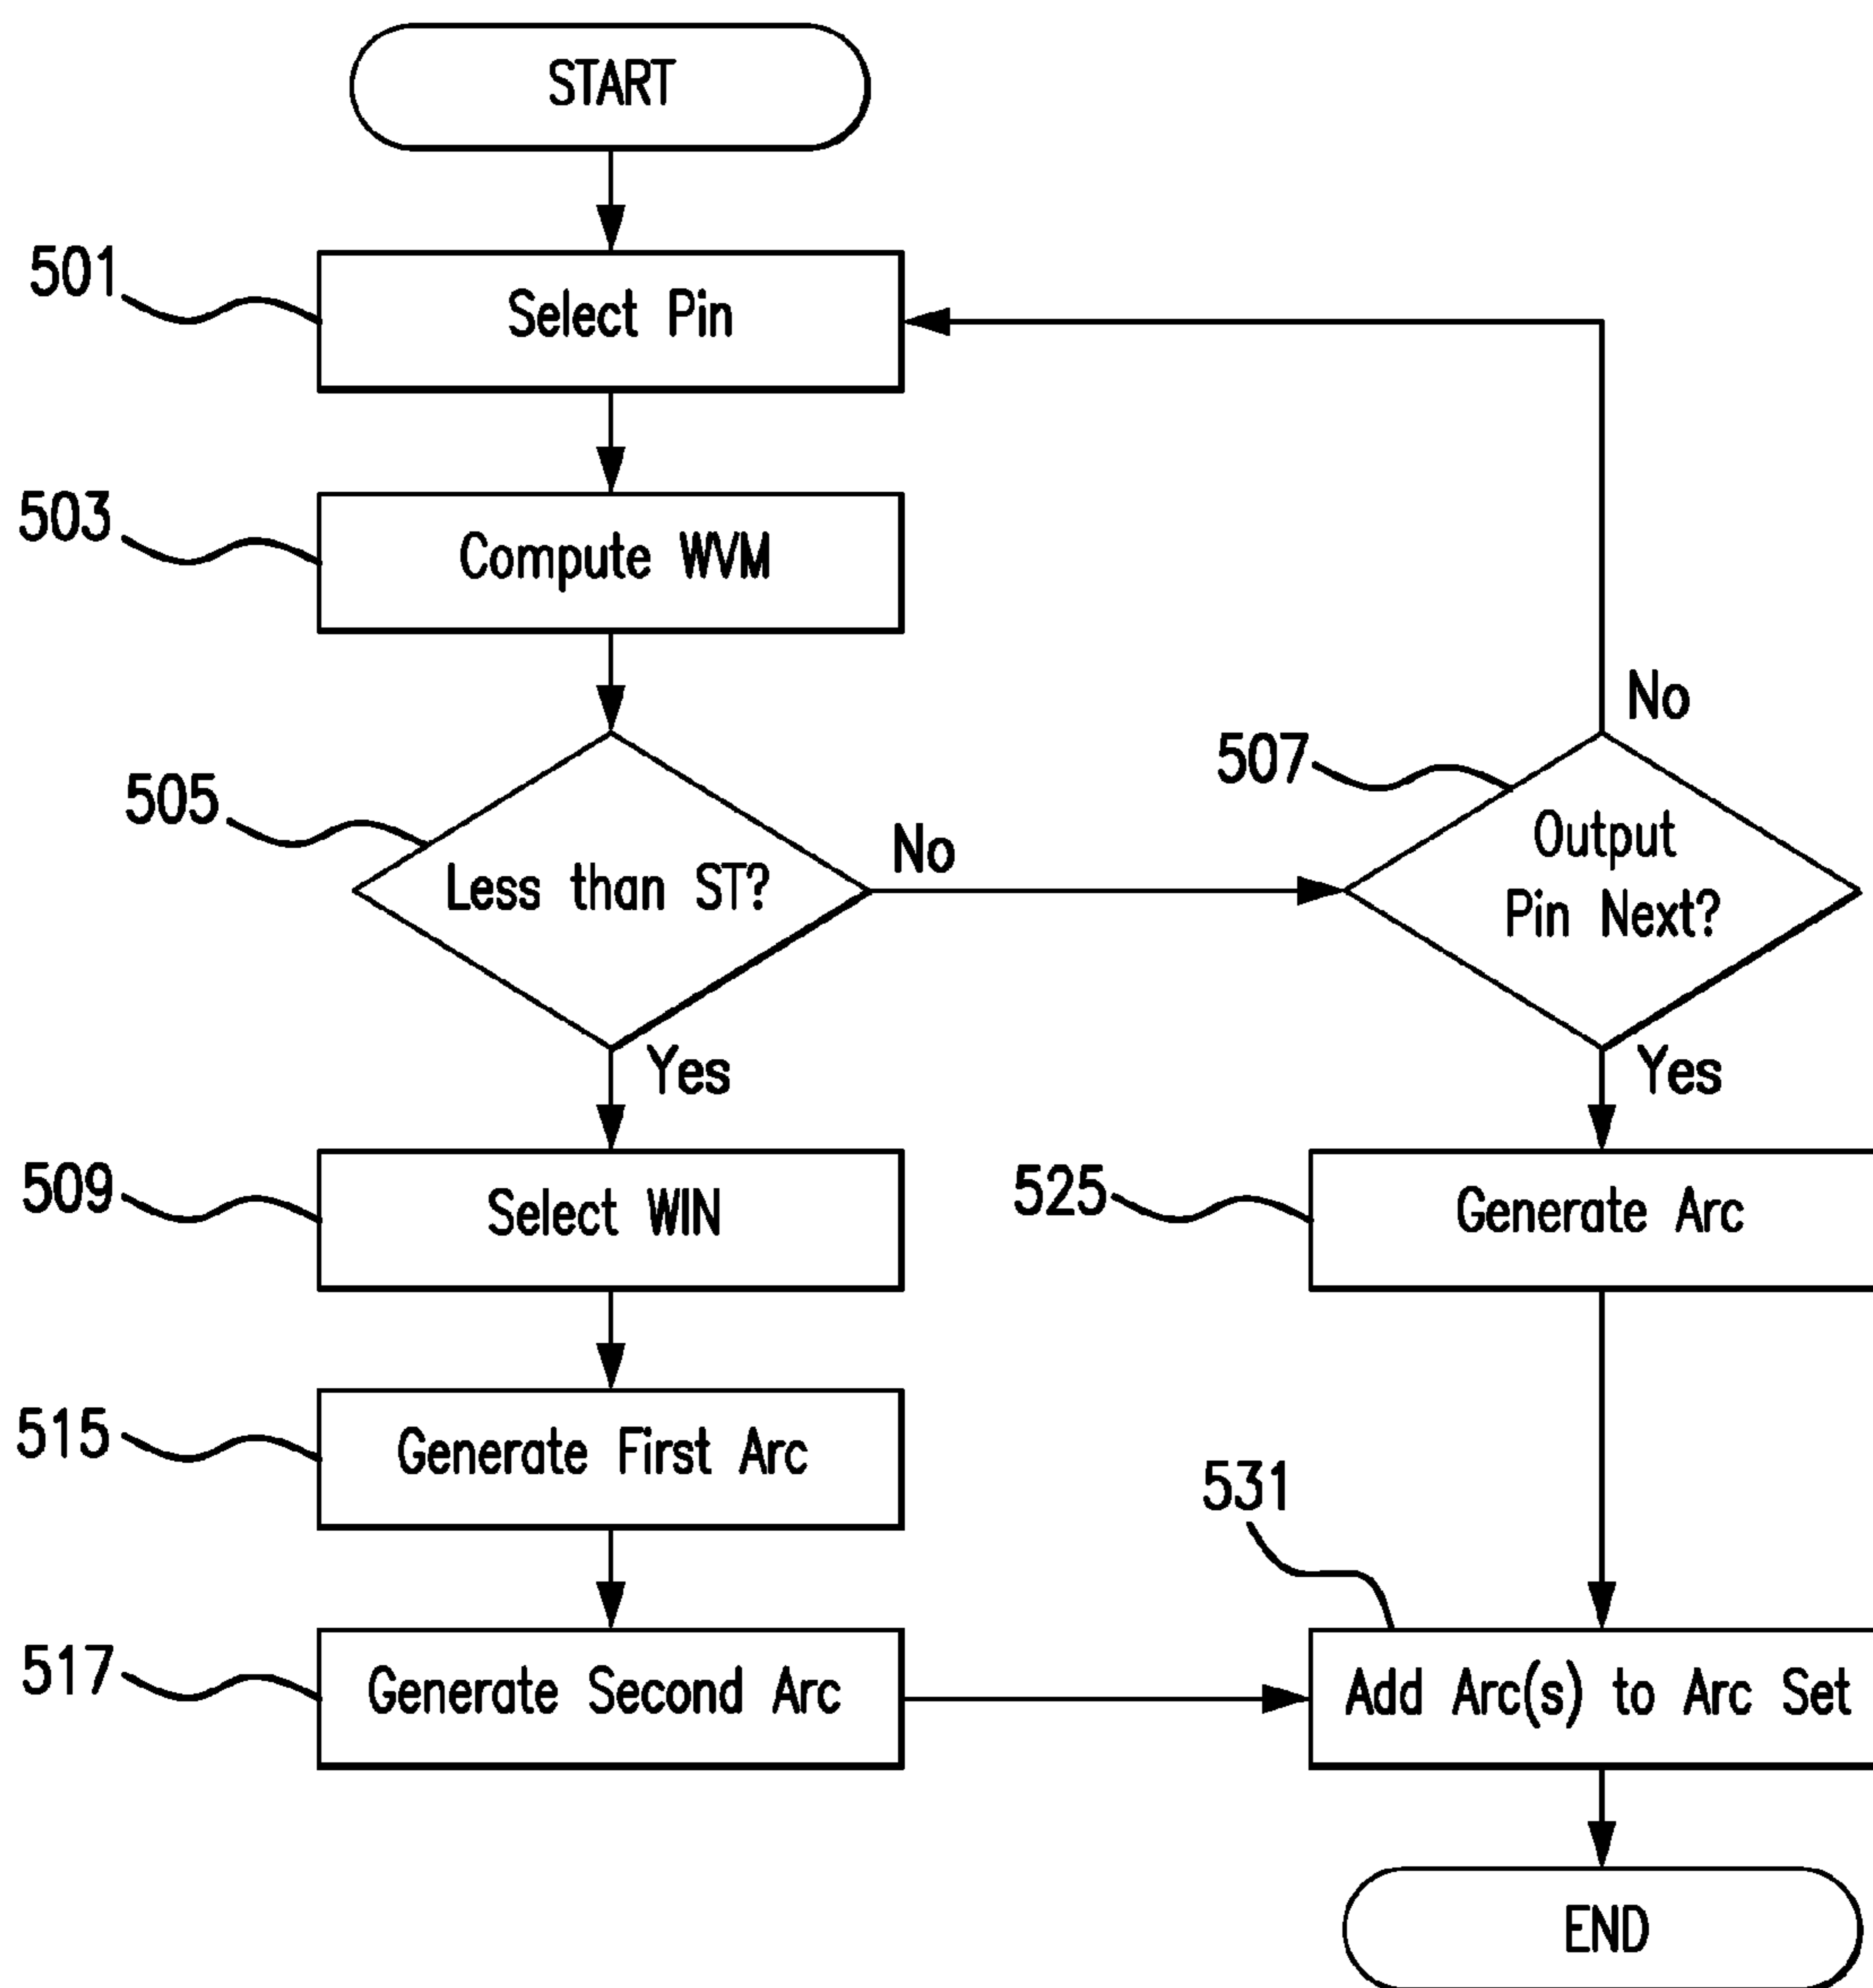 START
501
Select Pin
503
Compute WVM
505
Less than ST?
No
507
Output
Pin Next?
No
Yes
Yes
509
Select WIN
525
Generate Arc
515
Generate First Arc
517
Generate Second Arc
531
Add Arc(s) to Arc Set
END